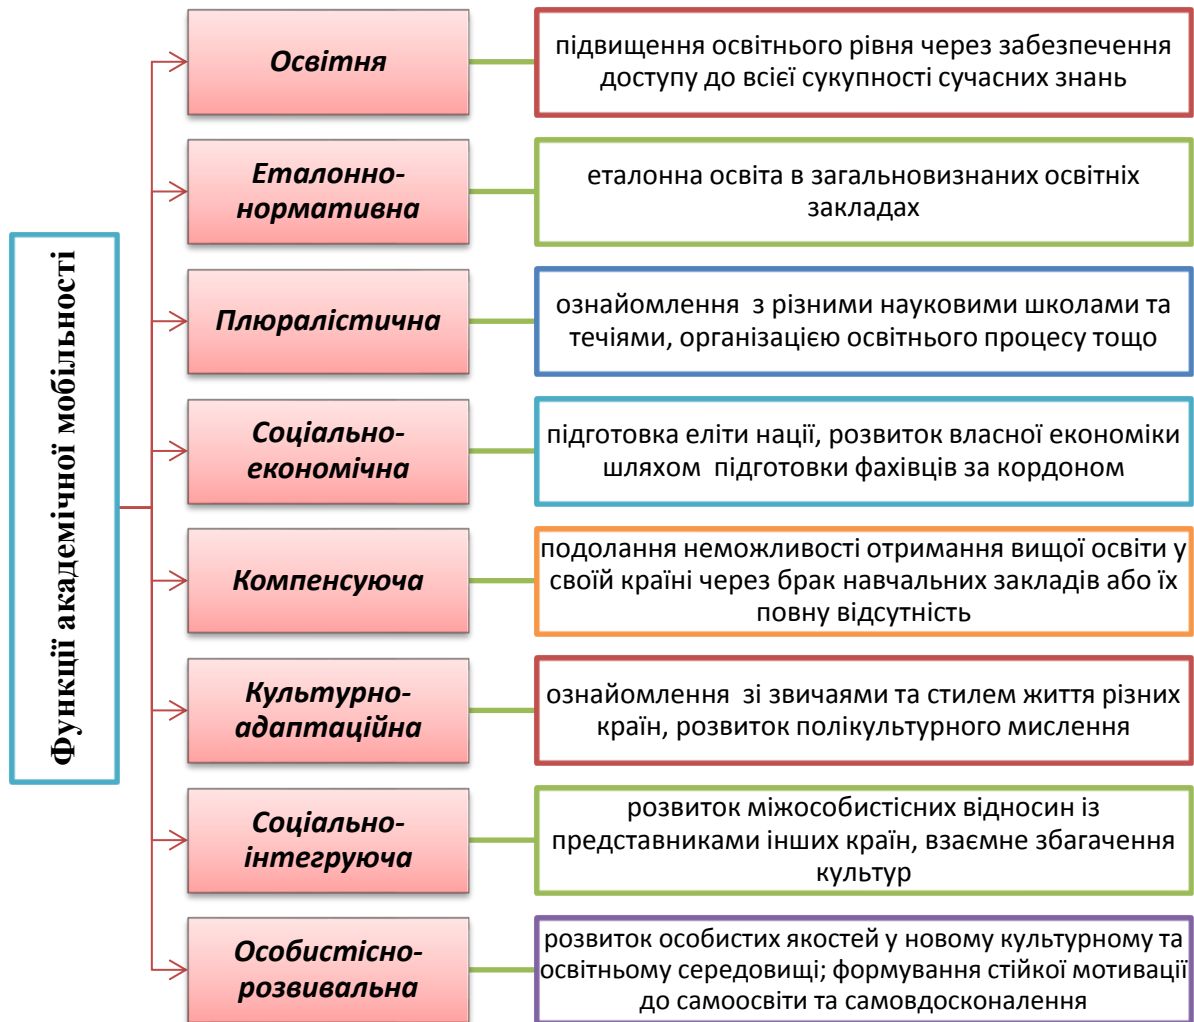 Функції академічної мобільності
Освітня
підвищення освітнього рівня через забезпечення
доступу до всієї сукупності сучасних знань
Еталонно-
нормативна
еталонна освіта в загальновизнаних освітніх
закладах
Плюралістична
ознайомлення з різними науковими школами та
течіями, організацією освітнього процесу тощо
Соціально-
економічна
підготовка еліти нації, розвиток власної економіки
шляхом підготовки фахівців за кордоном
Компенсуюча
подолання неможливості отримання вищої освіти у
своїй країні через брак навчальних закладів або їх
повну відсутність
Культурно-
адаптаційна
ознайомлення зі звичаями та стилем життя різних
країн, розвиток полікультурного мислення
Соціально-
інтегруюча
розвиток міжособистісних відносин із
представниками інших країн, взаємне збагачення
культур
Особистісно-
розвивальна
розвиток особистих якостей у новому культурному та
освітньому середовищі; формування стійкої мотивації
до самоосвіти та самовдосконалення